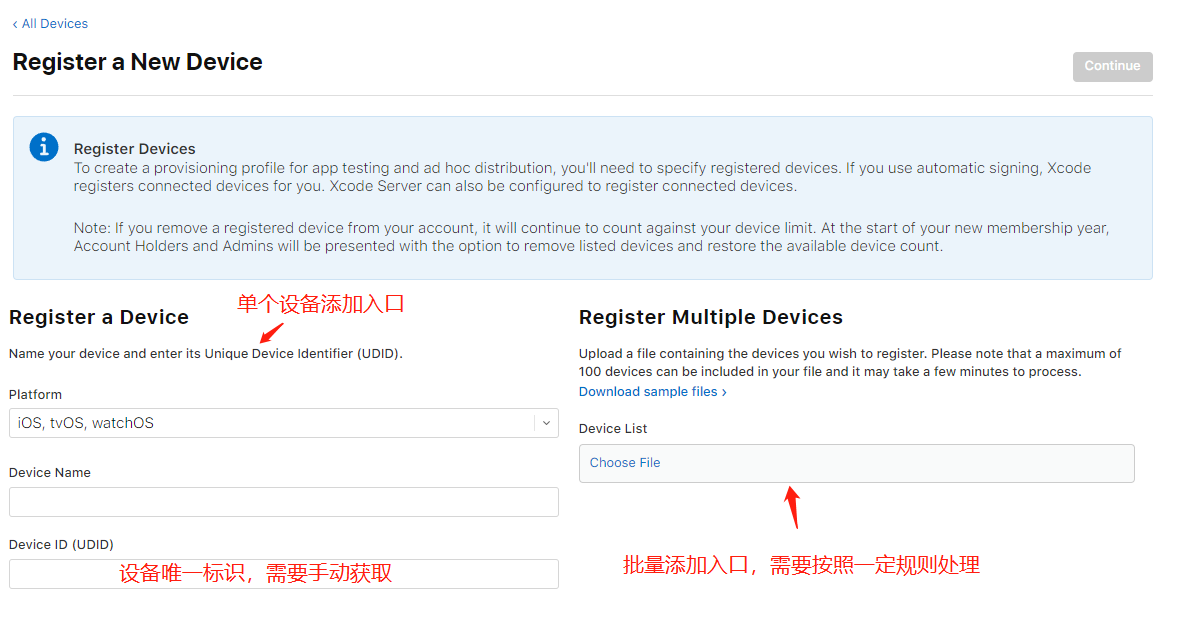 ‹ All Devices
Register a New Device
Continue
Register Devices
To create a provisioning profile for app testing and ad hoc distribution, you'll need to specify registered devices. If you use automatic signing, Xcode
registers connected devices for you. Xcode Server can also be configured to register connected devices.
Note: If you remove a registered device from your account, it will continue to count against your device limit. At the start of your new membership year,
Account Holders and Admins will be presented with the option to remove listed devices and restore the available device count.
单个设备添加入口
Register a Device
Name your device and enter its Unique Device Identifier (UDID).
Platform
iOS, tvOS, watchOS
Device Name
Device ID (UDID)
设备唯一标识，需要手动获取
Register Multiple Devices
Upload a file containing the devices you wish to register. Please note that a maximum of
100 devices can be included in your file and it may take a few minutes to process.
Download sample files ›
Device List
Choose File
批量添加入口，需要按照一定规则处理